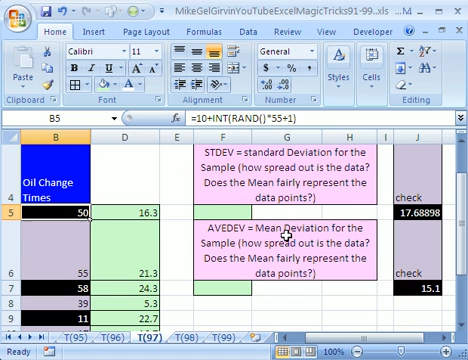 MikeGelGirvinYouTubeExcelMagicTricks91-99...xls
Home
Insert
Page Layout
Formulas
Data
Review
View
Paste
Clipboard
Calibri
11
B I U
A A
Font
Alignment
General
$ % ,
Number
Styles
Cells
Σ
Editing
B5
=10+INT(RAND()*55+1)
B
D
F
G
H
J
STDEV = standard Deviation for the
Sample (how spread out is the data?
Does the Mean fairly represent the
data points?)
4
Oil Change
Times
check
5
50
16.3
17.68898
AVEDEV = Mean Deviation for the
Sample (how spread out is the data?
Does the Mean fairly represent the
data points?)
6
55
21.3
check
7
58
24.3
15.1
8
39
5.3
9
11
22.7
T(95)
T(96)
T(97)
T(98)
T(99)
Ready
100%